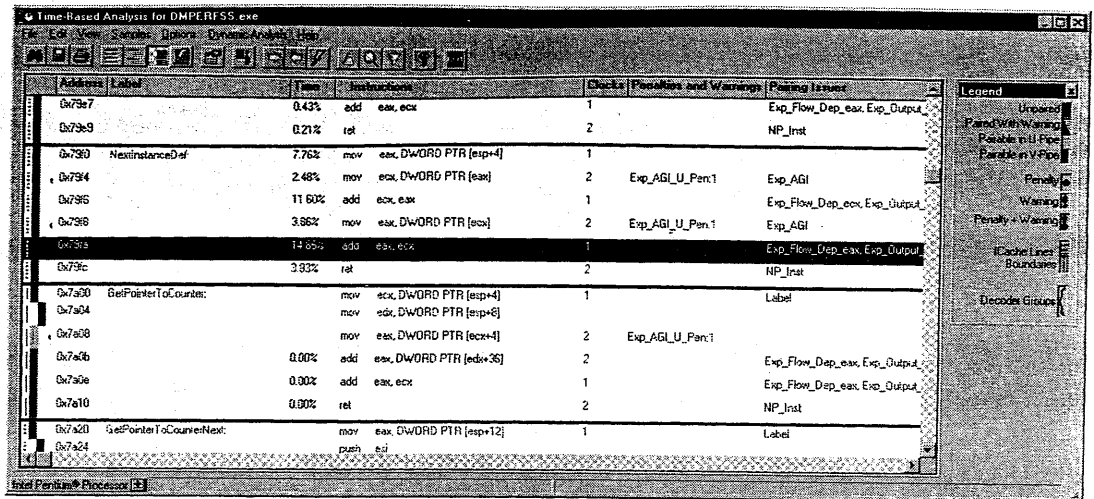 Time-Based Analysis for DMPERFSS.exe
File Edit View Samples Options DynamicAnalysis Help
Address Label Time Instructions Clocks Penalties and Warnings Pairing Issues
0x79e7 0.43% add eax, ecx 1 Exp_Flow_Dep_eax, Exp_Output_
0x79e9 0.21% ret 2 NP_Inst
0x79f0 NextInstanceDef: 7.76% mov eax, DWORD PTR [esp+4] 1
0x79f4 2.48% mov ecx, DWORD PTR [eax] 2 Exp_AGI_U_Pen:1 Exp_AGI
0x79f6 11.60% add ecx, eax 1 Exp_Flow_Dep_ecx, Exp_Output_
0x79f8 3.86% mov eax, DWORD PTR [ecx] 2 Exp_AGI_U_Pen:1 Exp_AGI
0x79fa 14.85% add eax, ecx 1 Exp_Flow_Dep_eax, Exp_Output_
0x79fc 3.93% ret 2 NP_Inst
0x7a00 GetPointerToCounter: mov ecx, DWORD PTR [esp+4] 1 Label
0x7a04 mov edx, DWORD PTR [esp+8]
0x7a08 mov eax, DWORD PTR [ecx+4] 2 Exp_AGI_U_Pen:1
0x7a0b 0.00% add eax, DWORD PTR [edx+36] 2 Exp_Flow_Dep_eax, Exp_Output_
0x7a0e 0.00% add eax, ecx 1 Exp_Flow_Dep_eax, Exp_Output_
0x7a10 0.00% ret 2 NP_Inst
0x7a20 GetPointerToCounterNext: mov eax, DWORD PTR [esp+12] 1 Label
0x7a24 push esi
Legend
Unpaired
Paired With Warning
Pairable in U-Pipe
Pairable in V-Pipe
Penalty
Warning
Penalty + Warning
ICache Lines Boundaries
Decoder Groups
Intel Pentium® Processor